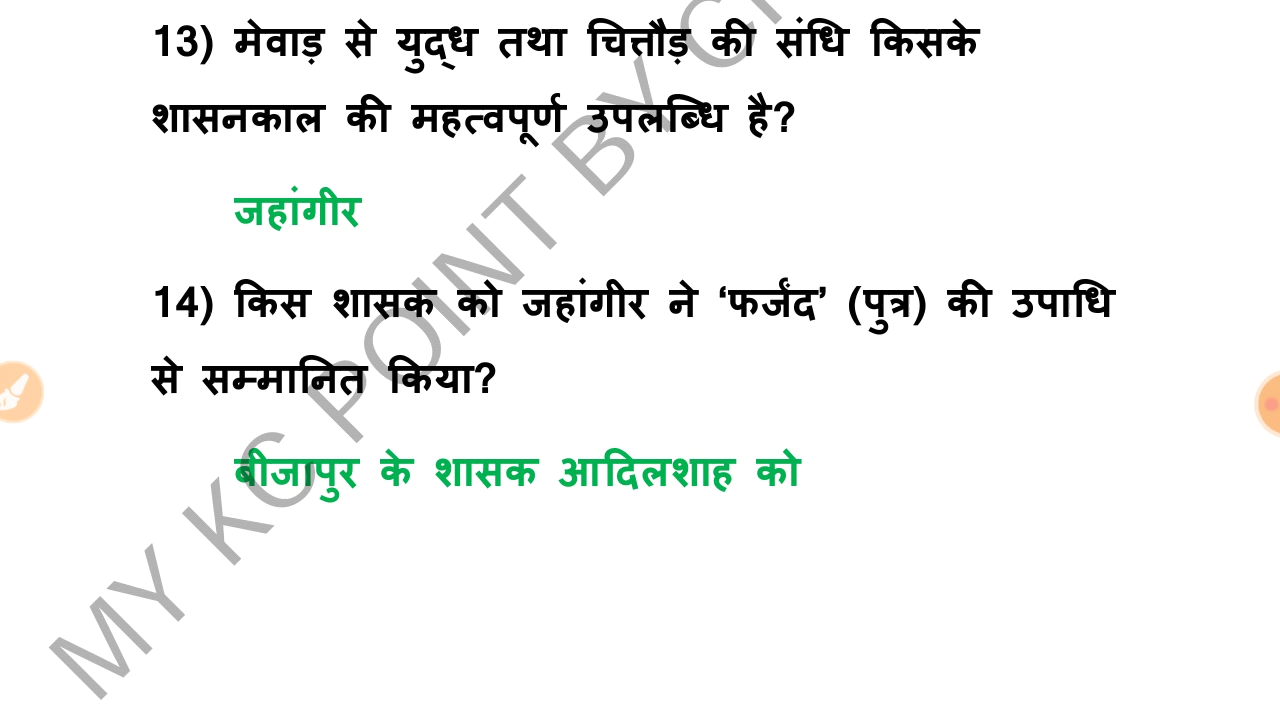 13) मेवाड़ से युद्ध तथा चित्तौड़ की संधि किसके
शासनकाल की महत्वपूर्ण उपलब्धि है?
जहांगीर
14) किस शासक को जहांगीर ने ‘फर्जंद’ (पुत्र) की उपाधि
से सम्मानित किया?
बीजापुर के शासक आदिलशाह को
MY KC POINT BY